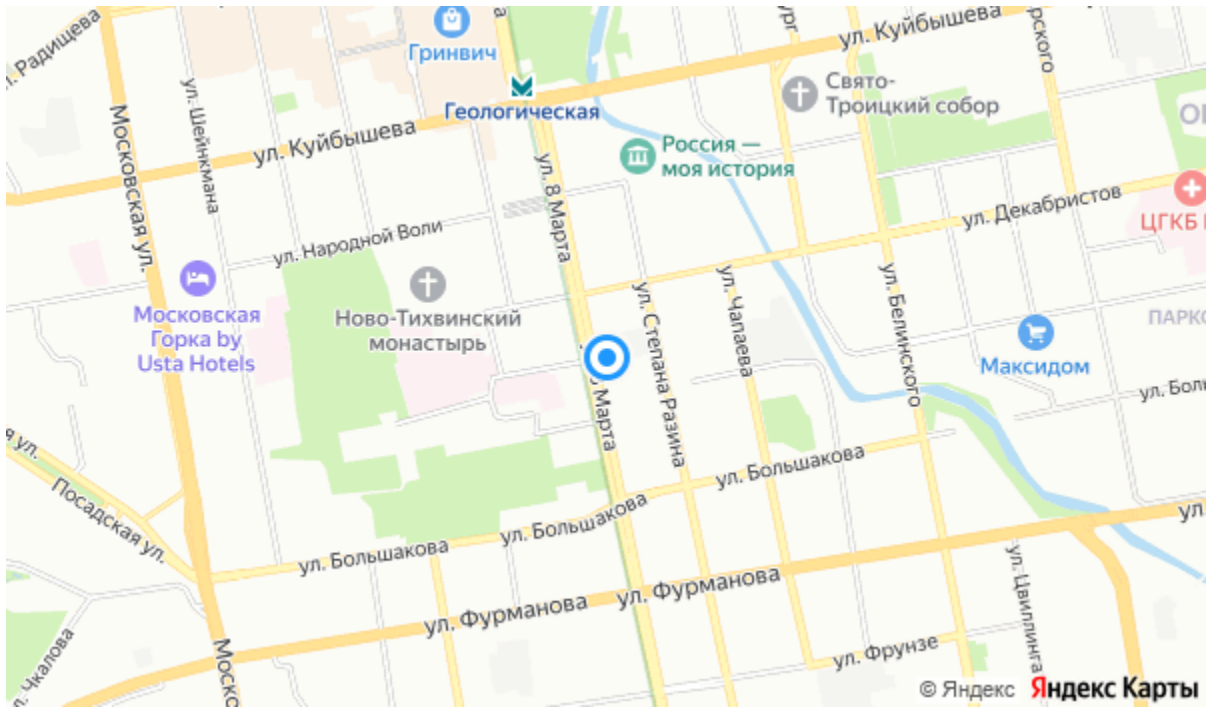 ул. Радищева
Гринвич
ул. Куйбышева
Свято-
Троицкий собор
Геологическая
ул. Шейнкмана
Московская ул.
ул. Куйбышева
Россия —
моя история
ул. 8 Марта
ул. Декабристов
ЦГКБ
ул. Народной Воли
Московская
Горка by
Usta Hotels
Ново-Тихвинский
монастырь
ул. Степана Разина
ул. Чапаева
ул. Белинского
Максидом
Марта
Посадская ул.
ул. Большакова
ул. Большакова
ул. Большакова
ул. Фурманова
ул. Фурманова
ул. Цвиллинга
ул. Фрунзе
© Яндекс Яндекс Карты